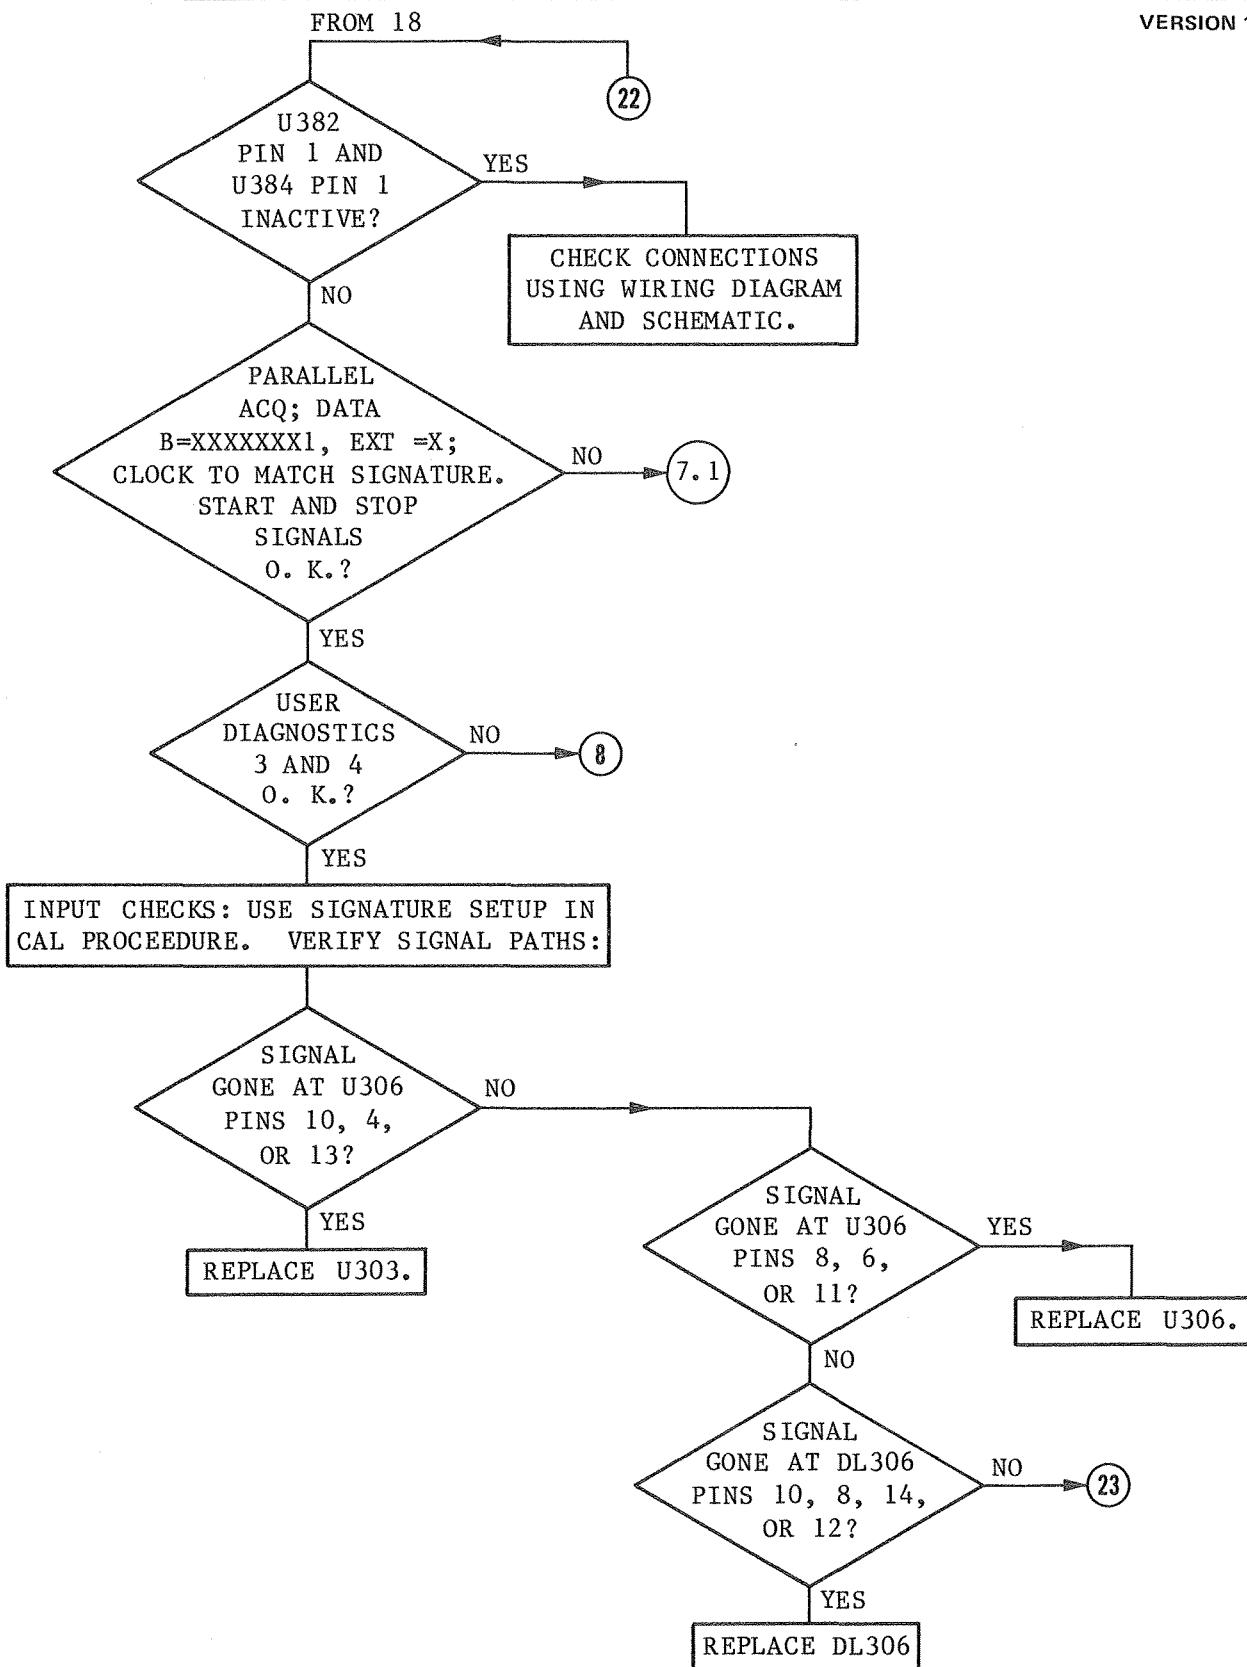 FROM 18
VERSION
22
U382
PIN 1 AND
U384 PIN 1
INACTIVE?
YES
CHECK CONNECTIONS
USING WIRING DIAGRAM
AND SCHEMATIC.
NO
PARALLEL
ACQ; DATA
B=XXXXXXX1, EXT =X;
CLOCK TO MATCH SIGNATURE.
START AND STOP
SIGNALS
O. K.?
NO
7.1
YES
USER
DIAGNOSTICS
3 AND 4
O. K.?
NO
8
YES
INPUT CHECKS: USE SIGNATURE SETUP IN
CAL PROCEEDURE. VERIFY SIGNAL PATHS:
SIGNAL
GONE AT U306
PINS 10, 4,
OR 13?
NO
YES
REPLACE U303.
SIGNAL
GONE AT U306
PINS 8, 6,
OR 11?
YES
REPLACE U306.
NO
SIGNAL
GONE AT DL306
PINS 10, 8, 14,
OR 12?
NO
23
YES
REPLACE DL306